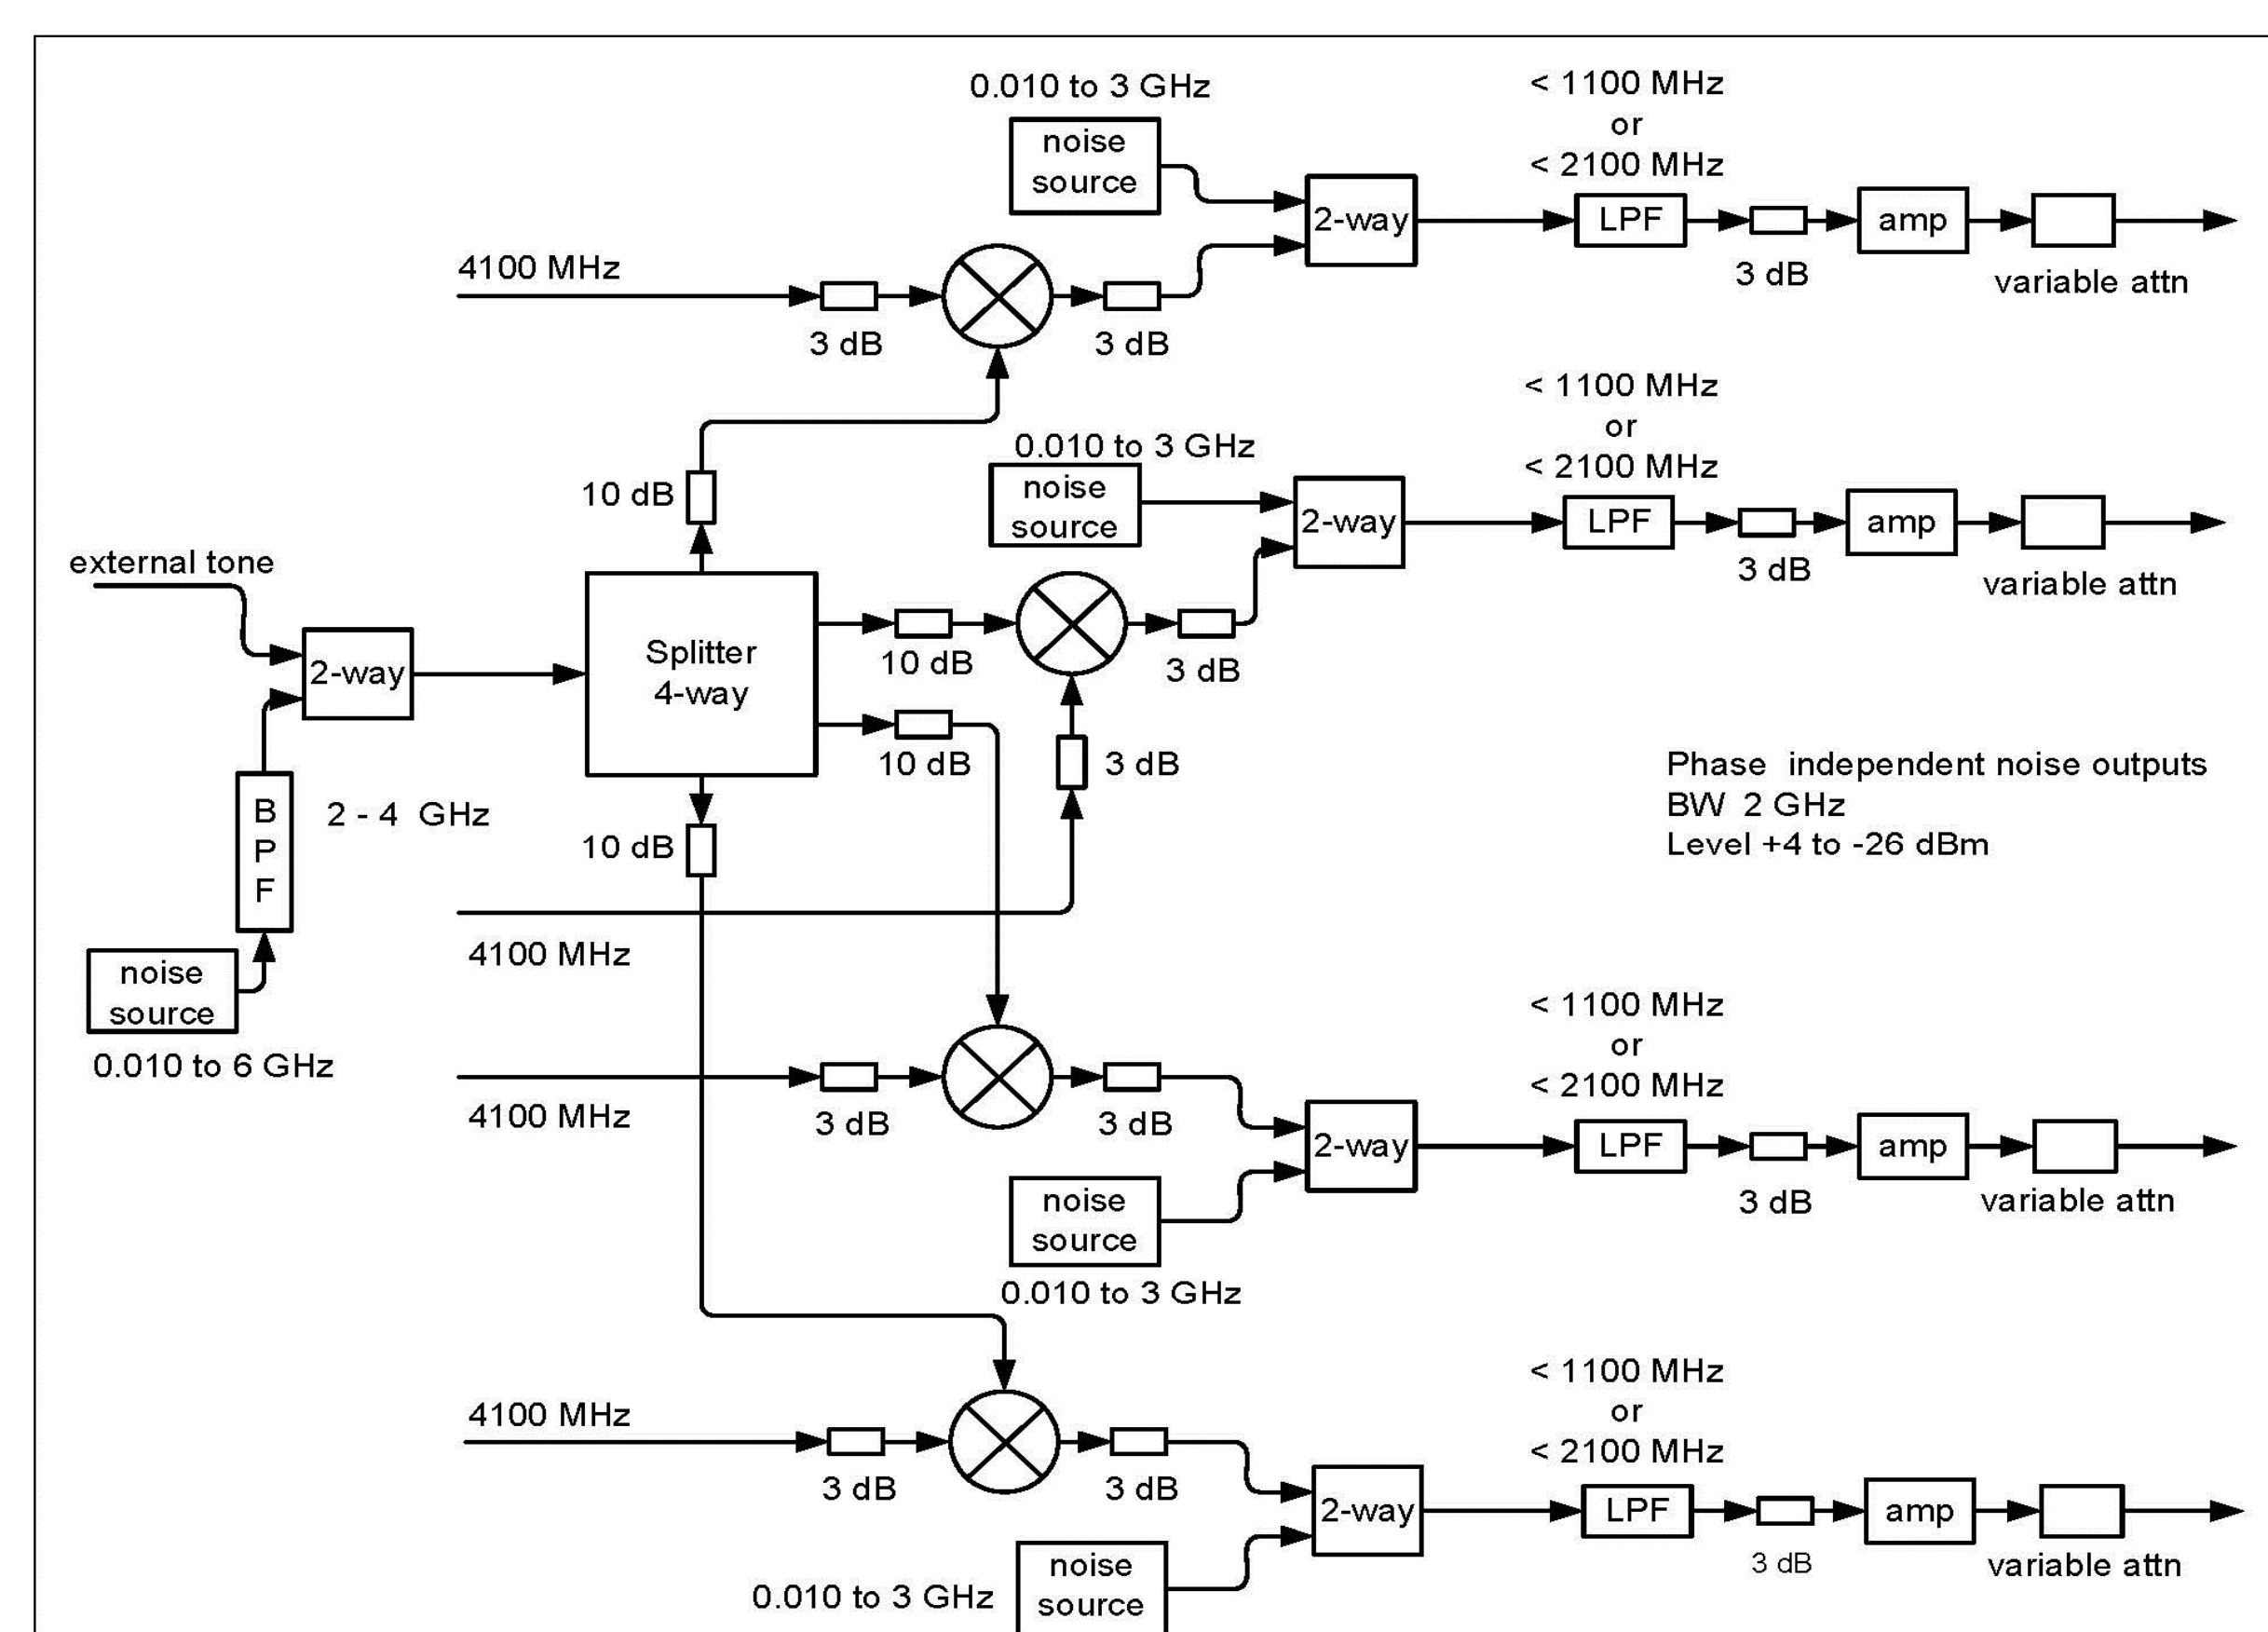 0.010 to 3 GHz
noise
source
< 1100 MHz
or
< 2100 MHz
2-way
LPF
3 dB
amp
variable attn
4100 MHz
3 dB
3 dB
10 dB
0.010 to 3 GHz
noise
source
< 1100 MHz
or
< 2100 MHz
2-way
LPF
3 dB
amp
variable attn
external tone
2-way
Splitter
4-way
10 dB
3 dB
10 dB
3 dB
10 dB
B
P
F
2 - 4  GHz
Phase  independent noise outputs
BW  2 GHz
Level +4 to -26 dBm
4100 MHz
noise
source
0.010 to 6 GHz
4100 MHz
3 dB
3 dB
< 1100 MHz
or
< 2100 MHz
2-way
LPF
3 dB
amp
variable attn
noise
source
0.010 to 3 GHz
4100 MHz
3 dB
3 dB
< 1100 MHz
or
< 2100 MHz
2-way
LPF
3 dB
amp
variable attn
0.010 to 3 GHz
noise
source